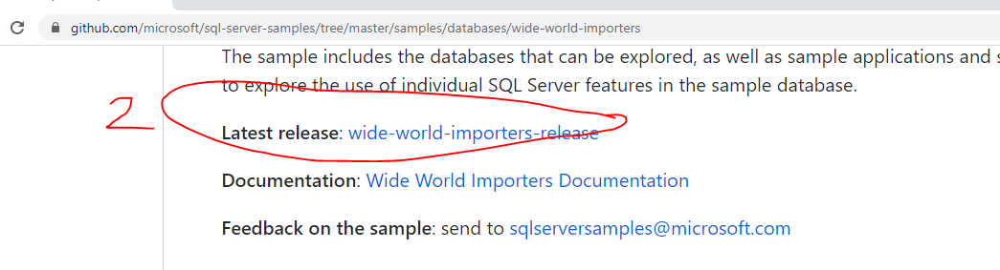 github.com/microsoft/sql-server-samples/tree/master/samples/databases/wide-world-importers
The sample includes the databases that can be explored, as well as sample applications and s
to explore the use of individual SQL Server features in the sample database.
2
Latest release: wide-world-importers-release
Documentation: Wide World Importers Documentation
Feedback on the sample: send to sqlserversamples@microsoft.com